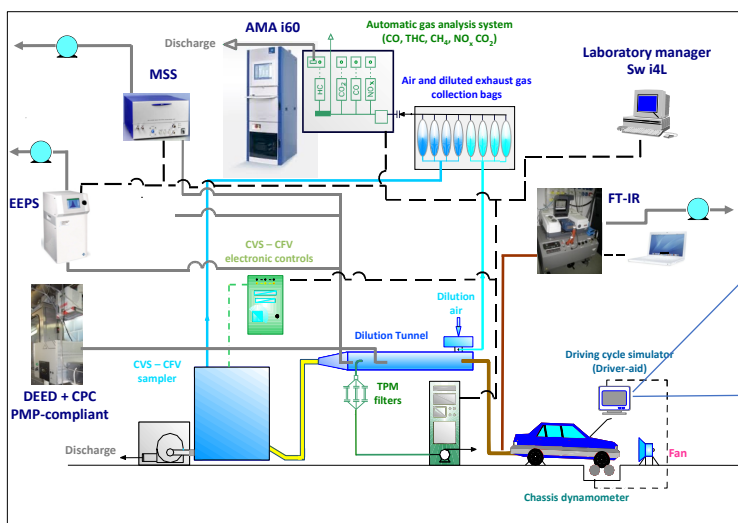 AMA i60
Automatic gas analysis system
(CO, THC, CH₄, NOₓ CO₂)
Discharge
MSS
Laboratory manager
Sw i4L
Air and diluted exhaust gas
collection bags
HC
CO₂
CO
NOx
EEPS
FT-IR
CVS – CFV
electronic controls
Dilution
air
Dilution Tunnel
Driving cycle simulator
(Driver-aid)
CVS – CFV
sampler
DEED + CPC
PMP-compliant
TPM
filters
Discharge
Fan
Chassis dynamometer